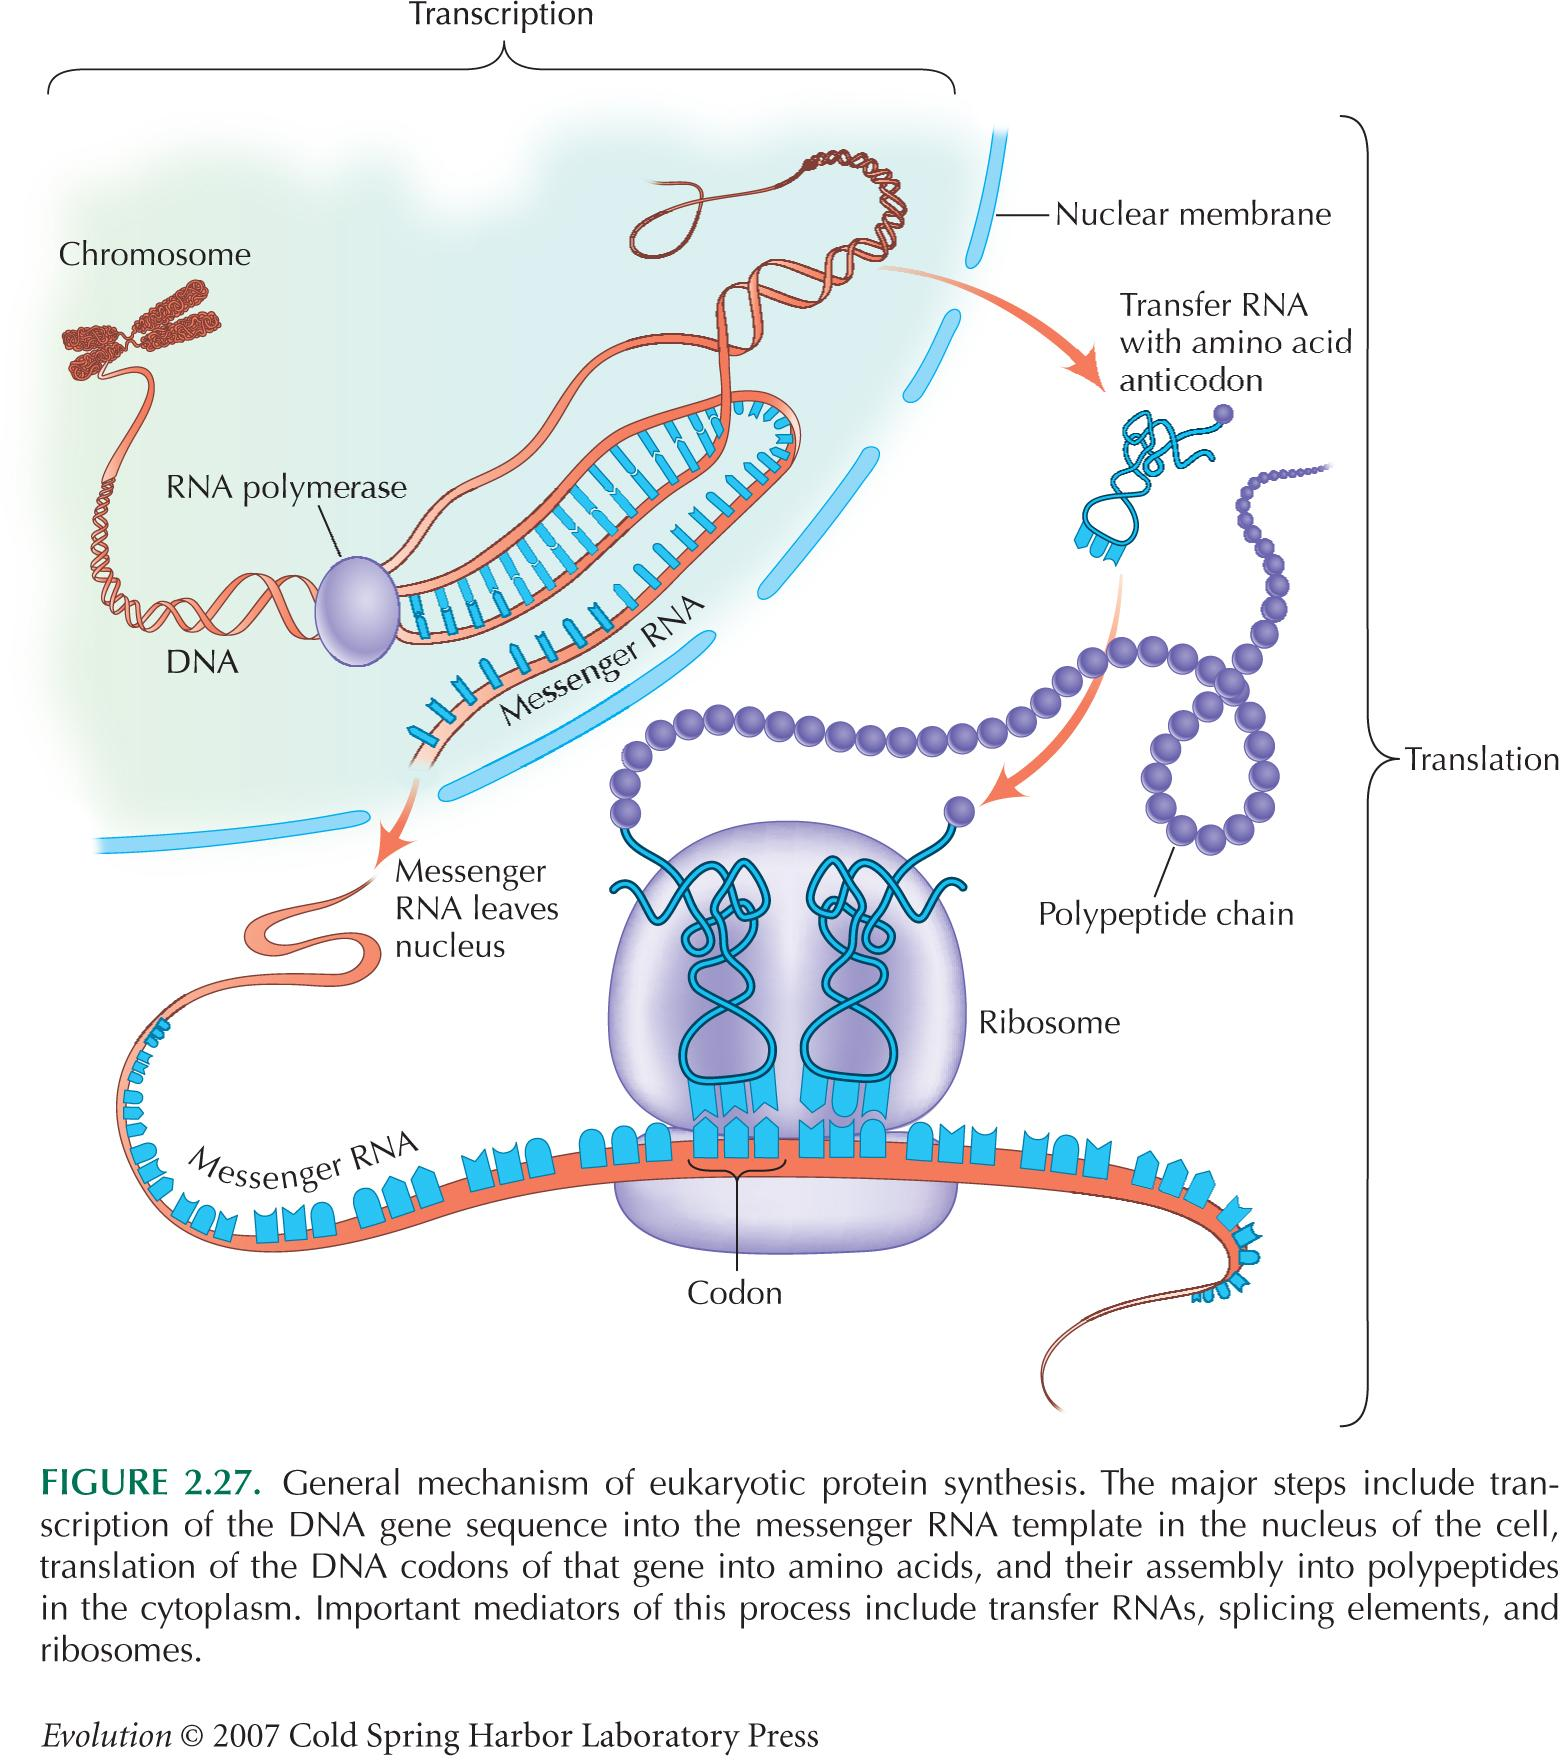 Transcription
Nuclear membrane
Chromosome
Transfer RNA
with amino acid
anticodon
RNA polymerase
DNA
Messenger RNA
Translation
Messenger
RNA leaves
nucleus
Polypeptide chain
Ribosome
Messenger RNA
Codon
FIGURE 2.27. General mechanism of eukaryotic protein synthesis. The major steps include tran-
scription of the DNA gene sequence into the messenger RNA template in the nucleus of the cell,
translation of the DNA codons of that gene into amino acids, and their assembly into polypeptides
in the cytoplasm. Important mediators of this process include transfer RNAs, splicing elements, and
ribosomes.
Evolution © 2007 Cold Spring Harbor Laboratory Press